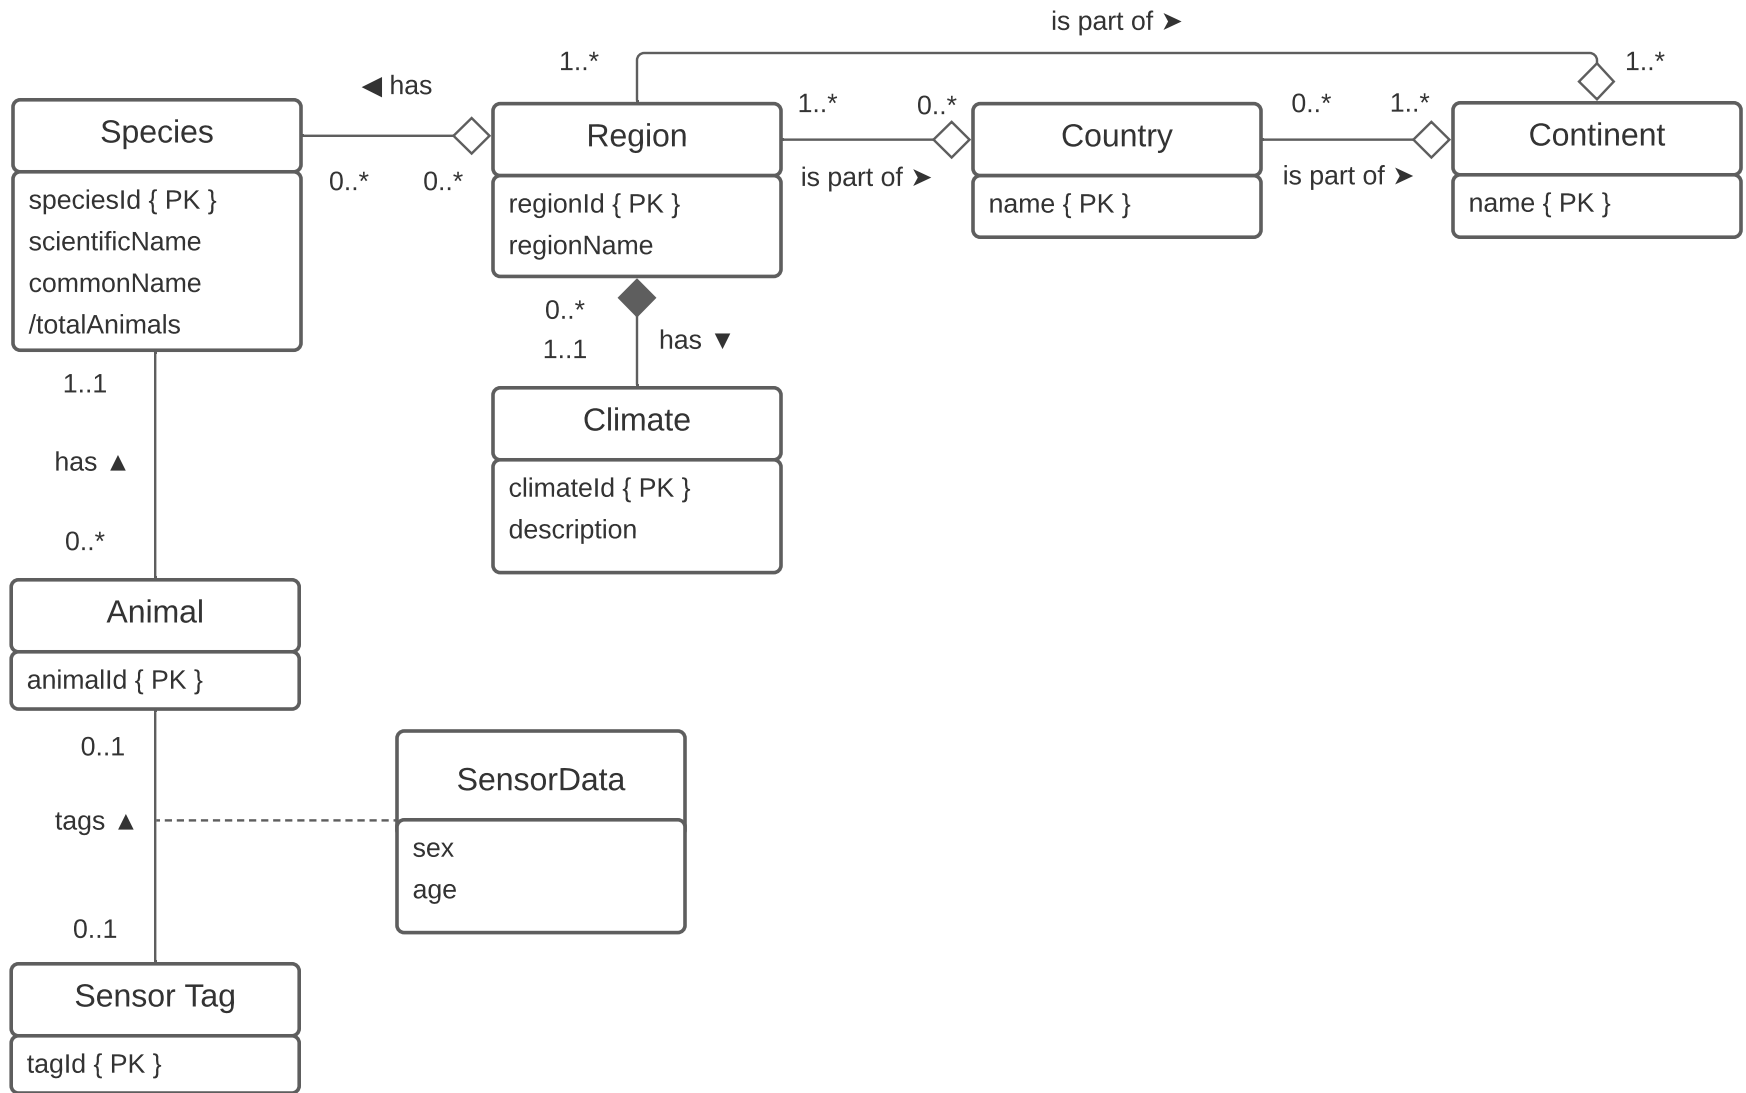 is part of ➤
1..*
1..*
◀ has
Species
0..*
0..*
speciesId { PK }
scientificName
commonName
/totalAnimals
Region
regionId { PK }
regionName
1..*
0..*
is part of ➤
Country
name { PK }
0..*
1..*
is part of ➤
Continent
name { PK }
0..*
1..1
has ▼
Climate
climateId { PK }
description
1..1
has ▲
0..*
Animal
animalId { PK }
0..1
tags ▲
0..1
SensorData
sex
age
Sensor Tag
tagId { PK }